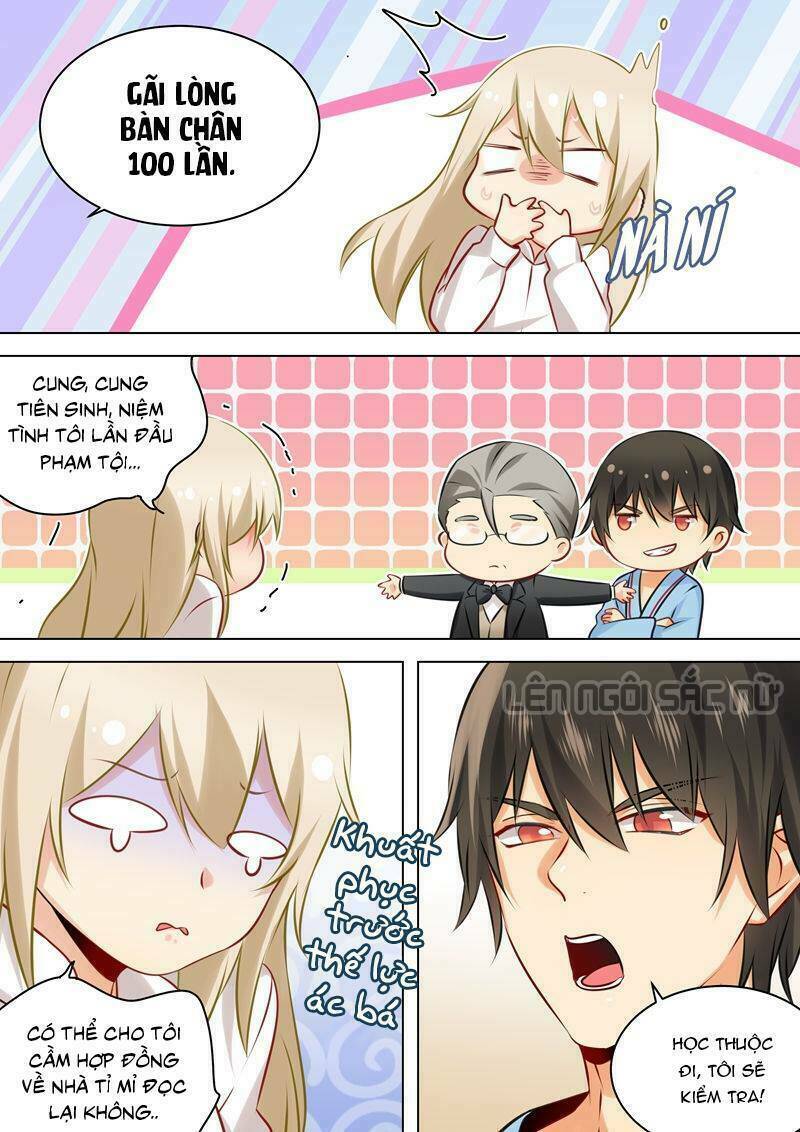 GÃI LÒNG
BÀN CHÂN
100 LẦN.
NÀ NÍ
CUNG, CUNG
TIÊN SINH, NIỆM
TÌNH TÔI LẦN ĐẦU
PHẠM TỘI...
LÊN NGÔI SẮC NỮ
Khuất
phục
trước
thế lực
ác bá
CÓ THỂ CHO TÔI
CẦM HỢP ĐỒNG
VỀ NHÀ TỈ MỈ ĐỌC
LẠI KHÔNG..
HỌC THUỘC
ĐI, TÔI SẼ
KIỂM TRA!